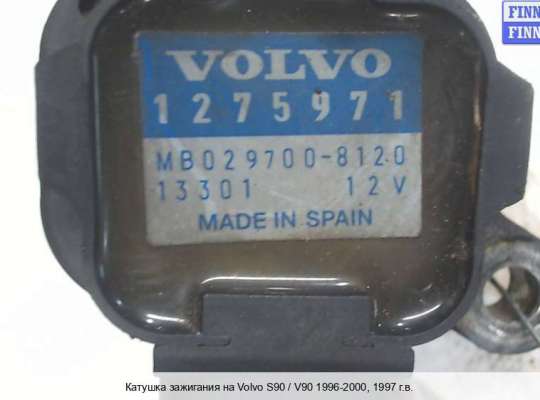 FINN
FINN
VOLVO
1275971
MB029700-8120
13301 12V
MADE IN SPAIN
Катушка зажигания на Volvo S90 / V90 1996-2000, 1997 г.в.